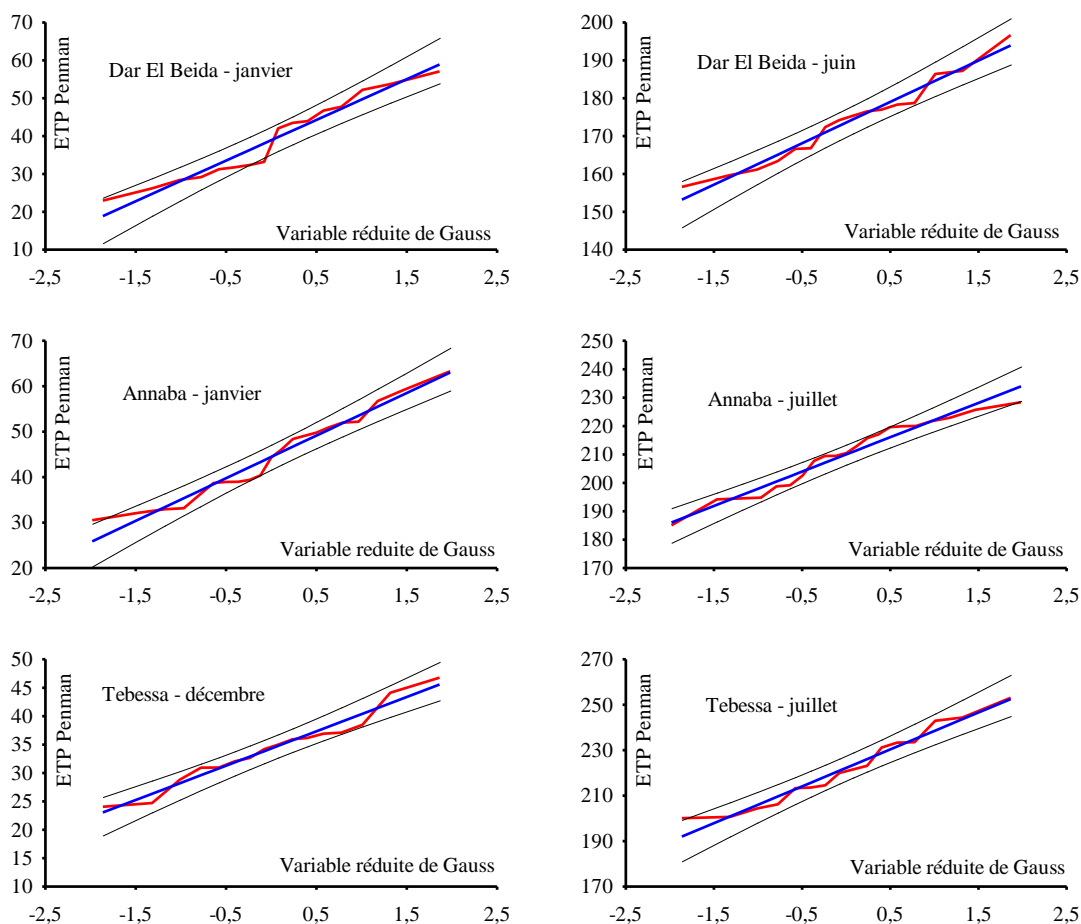 70
60
50
40
30
20
10
ETP Penman
Dar El Beida - janvier
Variable réduite de Gauss
-2,5 -1,5 -0,5 0,5 1,5 2,5
200
190
180
170
160
150
140
ETP Penman
Dar El Beida - juin
Variable réduite de Gauss
-2,5 -1,5 -0,5 0,5 1,5 2,5
70
60
50
40
30
20
ETP Penman
Annaba - janvier
Variable reduite de Gauss
-2,5 -1,5 -0,5 0,5 1,5 2,5
250
240
230
220
210
200
190
180
170
ETP Penman
Annaba - juillet
Variable réduite de Gauss
-2,5 -1,5 -0,5 0,5 1,5 2,5
50
45
40
35
30
25
20
15
10
ETP Penman
Tebessa - décembre
Variable réduite de Gauss
-2,5 -1,5 -0,5 0,5 1,5 2,5
270
250
230
210
190
170
ETP Penman
Tebessa - juillet
Variable réduite de Gauss
-2,5 -1,5 -0,5 0,5 1,5 2,5